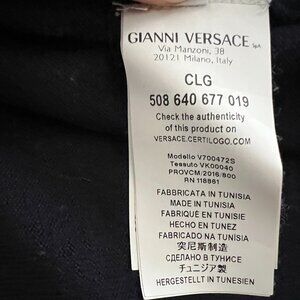 GIANNI VERSACE SpA
Via Manzoni, 38
20121 Milano, Italy
CLG
508 640 677 019
Check the authenticity
of this product on
VERSACE.CERTILOGO.COM
Modello V700472S
Tessuto VK00040
PROVCM/2016/800
RN 118861
FABBRICATA IN TUNISIA
MADE IN TUNISIA
FABRIQUÉ EN TUNISIE
HECHO EN TUNEZ
FABRICADO NA TUNÍSIA
突尼斯制造
СДЕЛАНО В ТУНИСЕ
チュニジア製
HERGESTELLT IN TUNESIEN